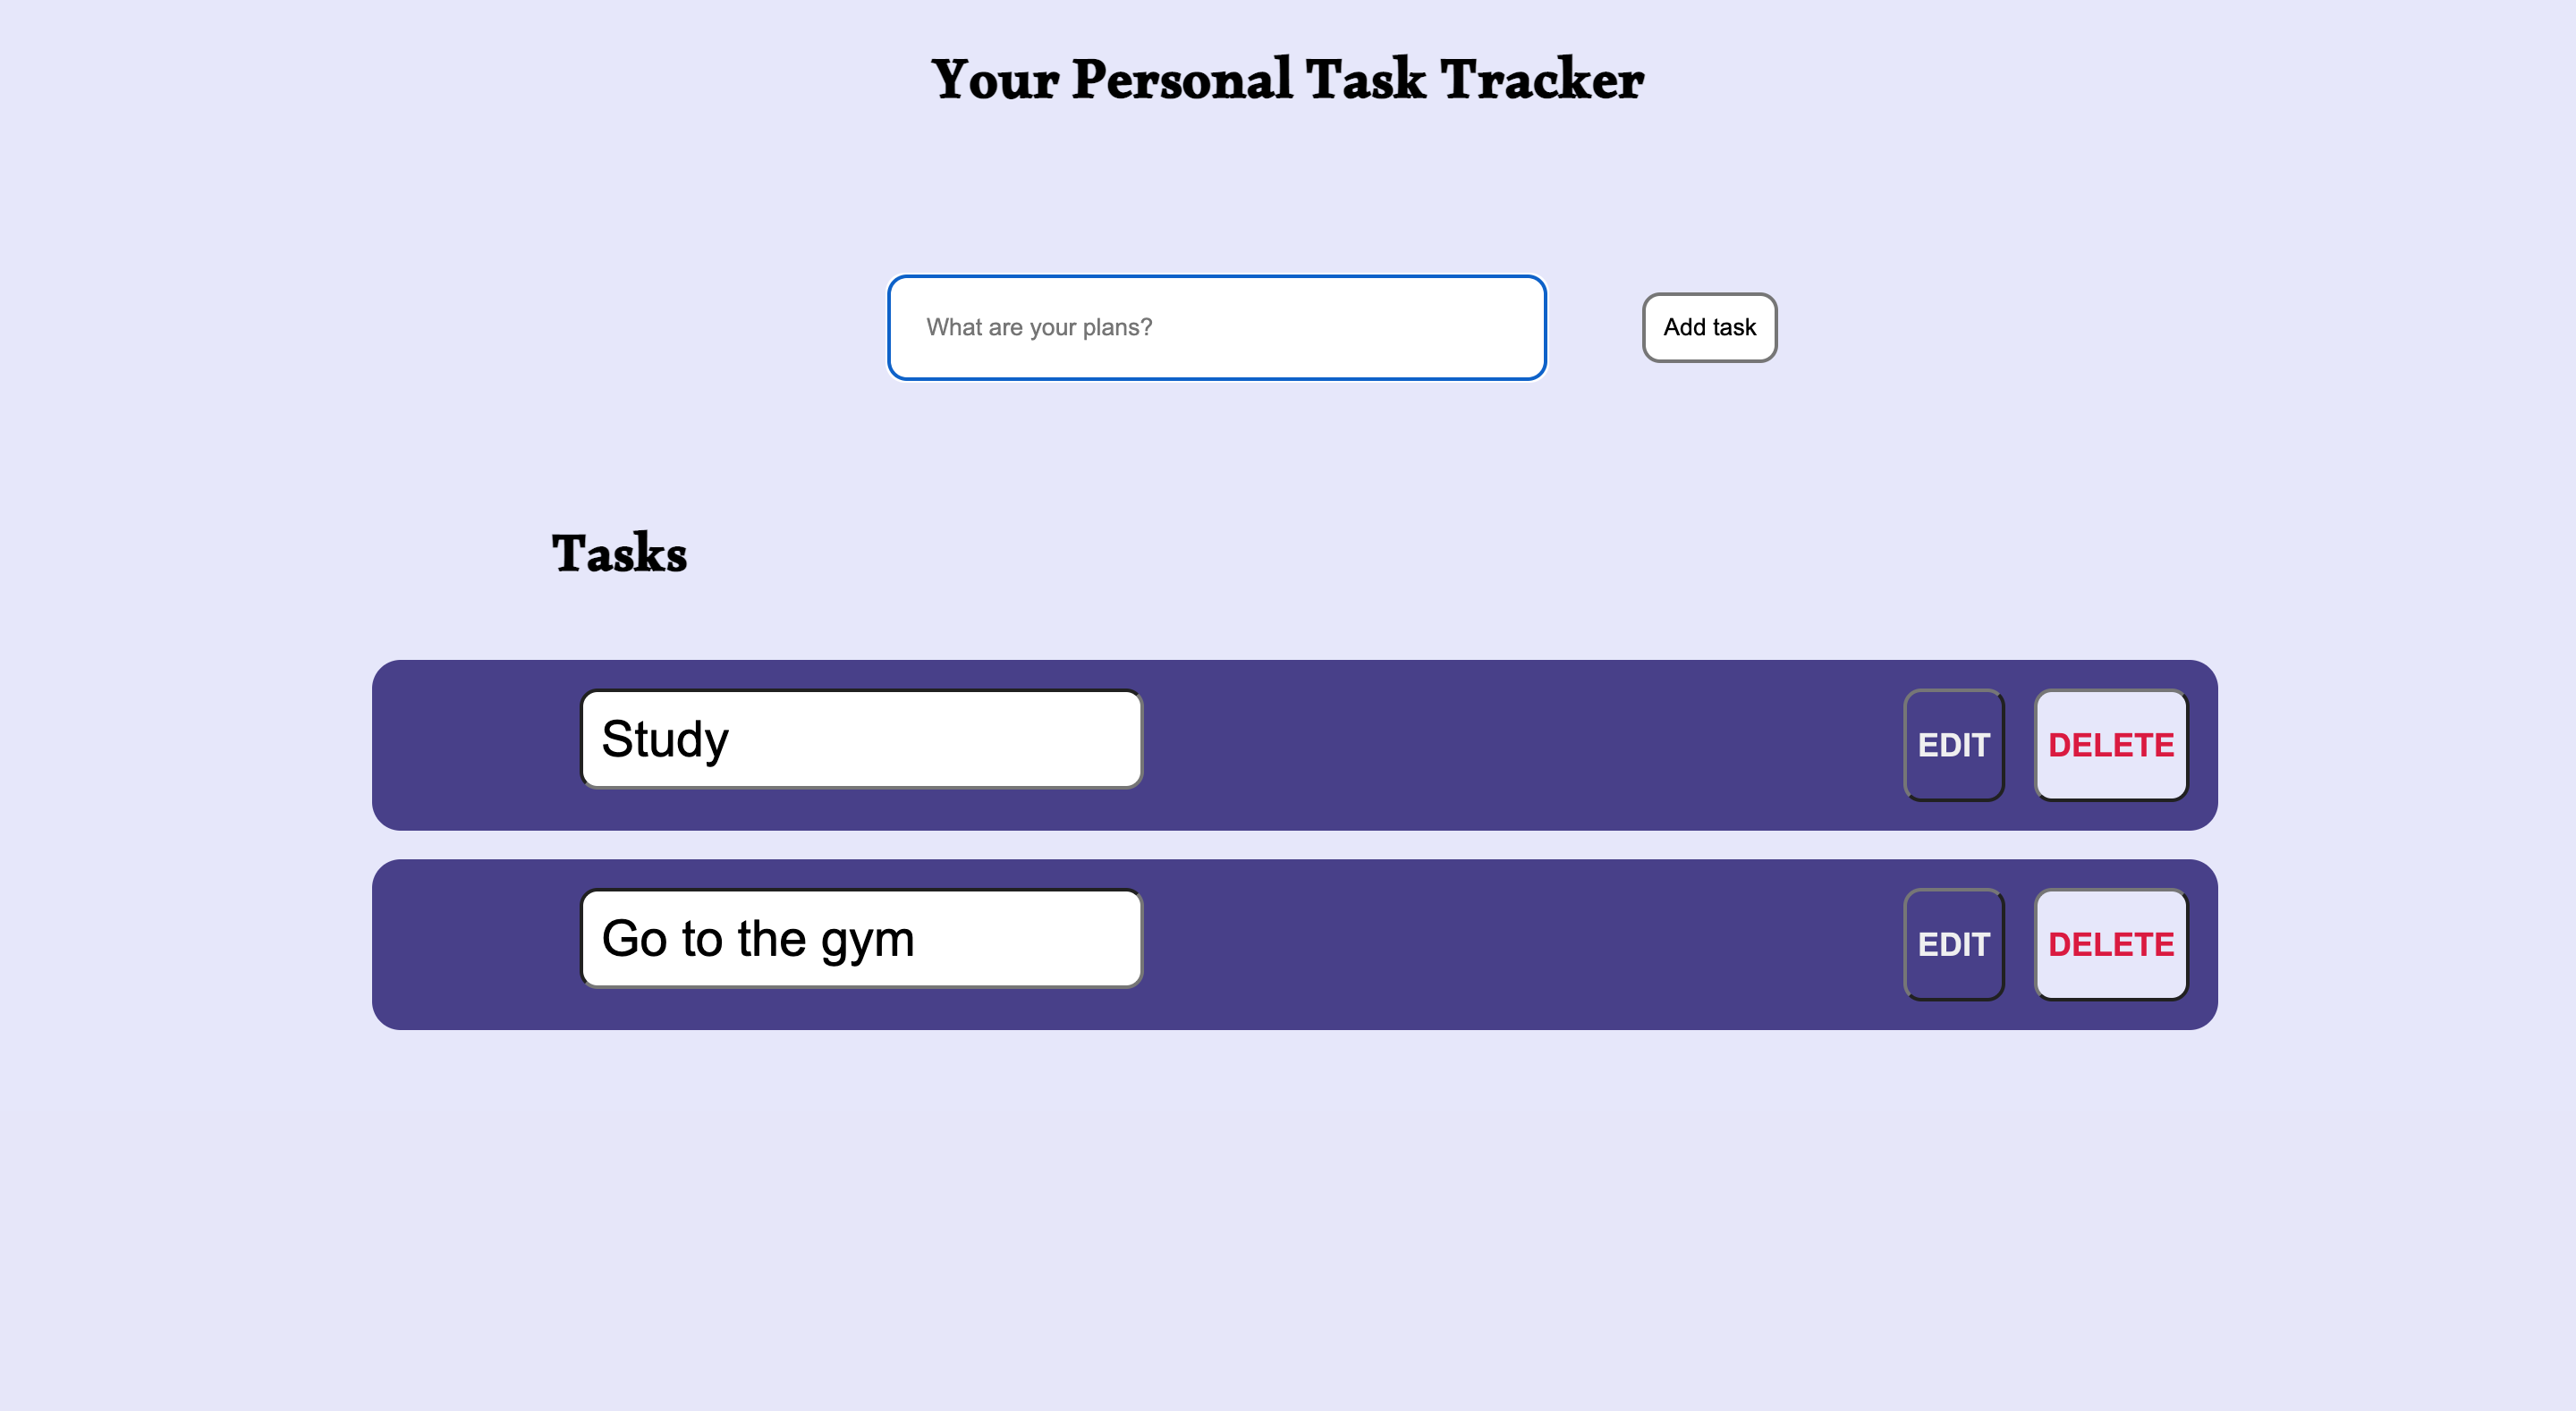 Your Personal Task Tracker
What are your plans?
Add task
Tasks
Study
EDIT
DELETE
Go to the gym
EDIT
DELETE